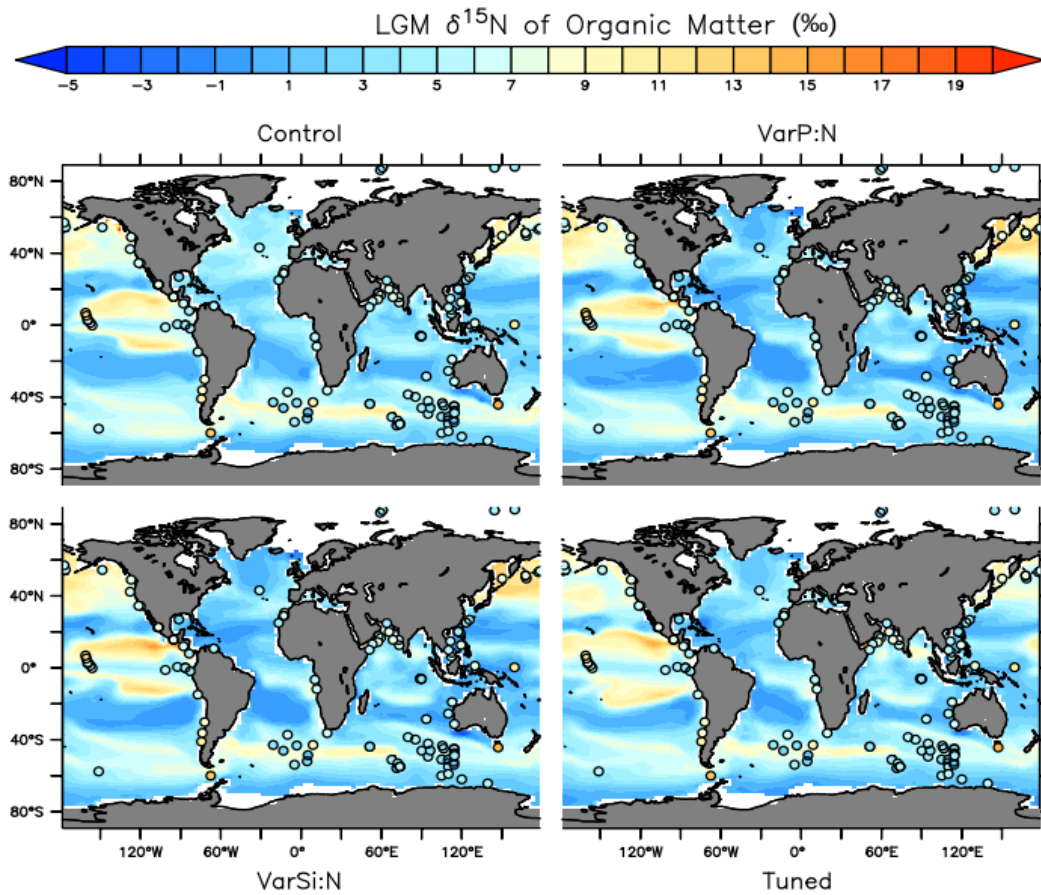 LGM δ¹⁵N of Organic Matter (‰)
−5 −3 −1 1 3 5 7 9 11 13 15 17 19
Control VarP:N
80°N
40°N
0°
40°S
80°S
80°N
40°N
0°
40°S
80°S
120°W 60°W 0° 60°E 120°E 120°W 60°W 0° 60°E 120°E
VarSi:N Tuned